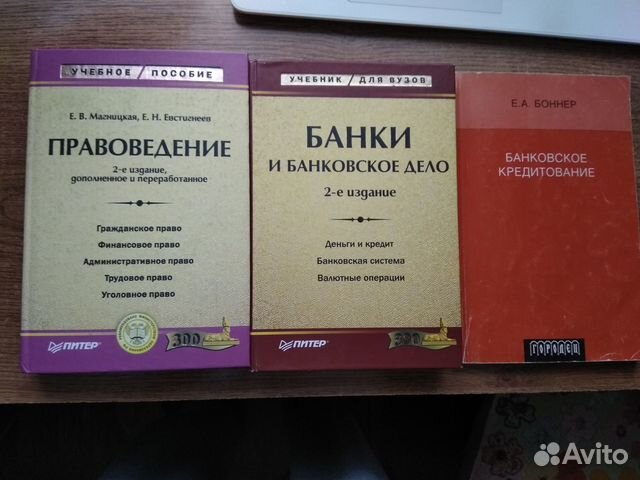 УЧЕБНОЕ / ПОСОБИЕ
Е. В. Магницкая, Е. Н. Евстигнеев
ПРАВОВЕДЕНИЕ
2-е издание,
дополненное и переработанное
Гражданское право
Финансовое право
Административное право
Трудовое право
Уголовное право
ПИТЕР
300
УЧЕБНИК / ДЛЯ ВУЗОВ
БАНКИ
И БАНКОВСКОЕ ДЕЛО
2-е издание
Деньги и кредит
Банковская система
Валютные операции
ПИТЕР
300
Е.А. БОННЕР
БАНКОВСКОЕ
КРЕДИТОВАНИЕ
ГОРОДЕЦ
Avito